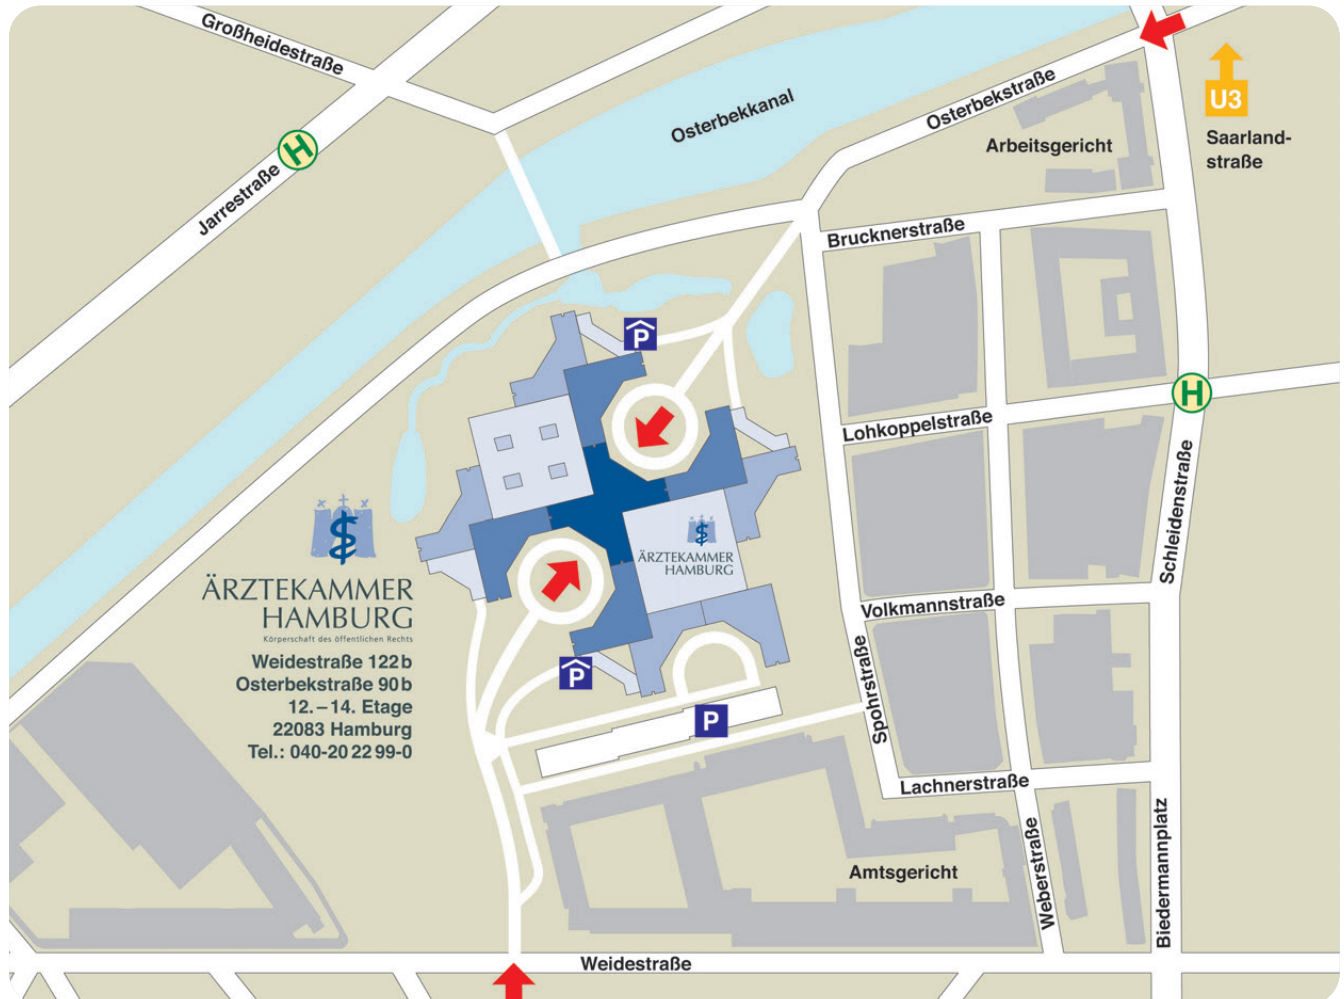 Großheidestraße
Osterbekkanal
Osterbekstraße
U3
Saarland-
straße
Arbeitsgericht
H
Jarrestraße
Brucknerstraße
P
H
Lohkoppelstraße
Schleidenstraße
ÄRZTEKAMMER
HAMBURG
ÄRZTEKAMMER
HAMBURG
Körperschaft des öffentlichen Rechts
Weidestraße 122 b
Osterbekstraße 90 b
12. – 14. Etage
22083 Hamburg
Tel.: 040-20 22 99-0
Volkmannstraße
Spohrstraße
P
P
Lachnerstraße
Amtsgericht
Weberstraße
Biedermannplatz
Weidestraße